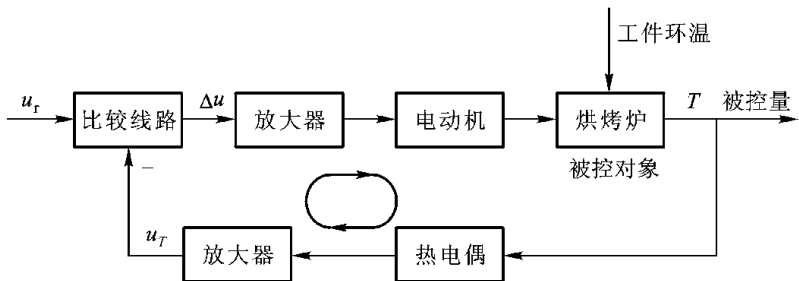 工件环温
u_r
比较线路
Δu
放大器
电动机
烘烤炉
T
被控量
被控对象
−
u_T
放大器
热电偶